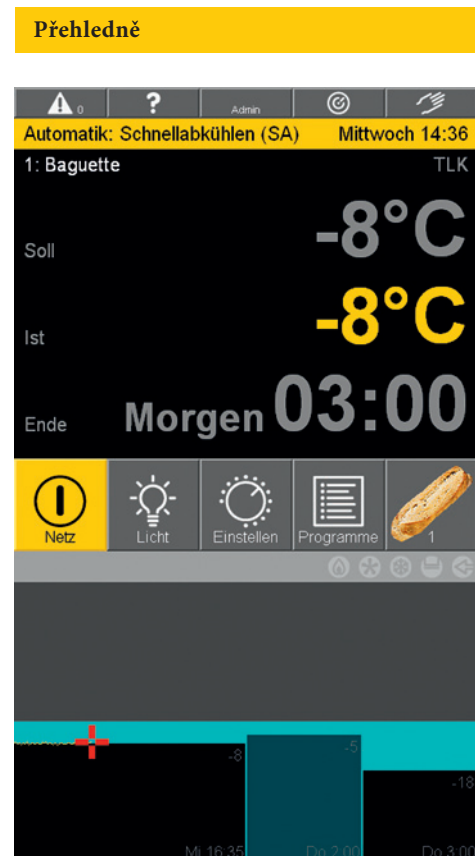 Přehledně
0 ? Admin
Automatik: Schnellabkühlen (SA) Mittwoch 14:36
1: Baguette TLK
Soll -8°C
Ist -8°C
Ende Morgen 03:00
Netz Licht Einstellen Programme 1
-8 -5 -18
Mi 16:35 Do 2:00 Do 3:00